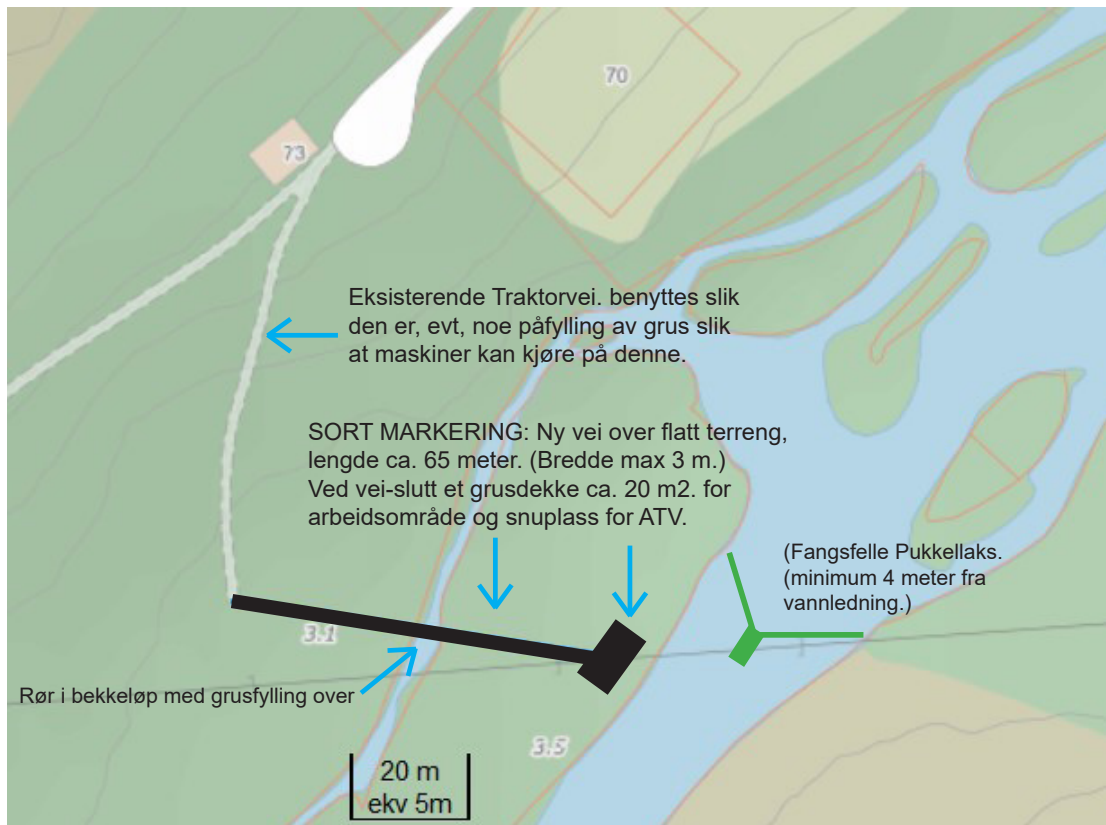 70
73
Eksisterende Traktorvei. benyttes slik
den er, evt, noe påfylling av grus slik
at maskiner kan kjøre på denne.
SORT MARKERING: Ny vei over flatt terreng,
lengde ca. 65 meter. (Bredde max 3 m.)
Ved vei-slutt et grusdekke ca. 20 m2. for
arbeidsområde og snuplass for ATV.
(Fangsfelle Pukkellaks.
(minimum 4 meter fra
vannledning.)
3.1
Rør i bekkeløp med grusfylling over
3.5
20 m
ekv 5m